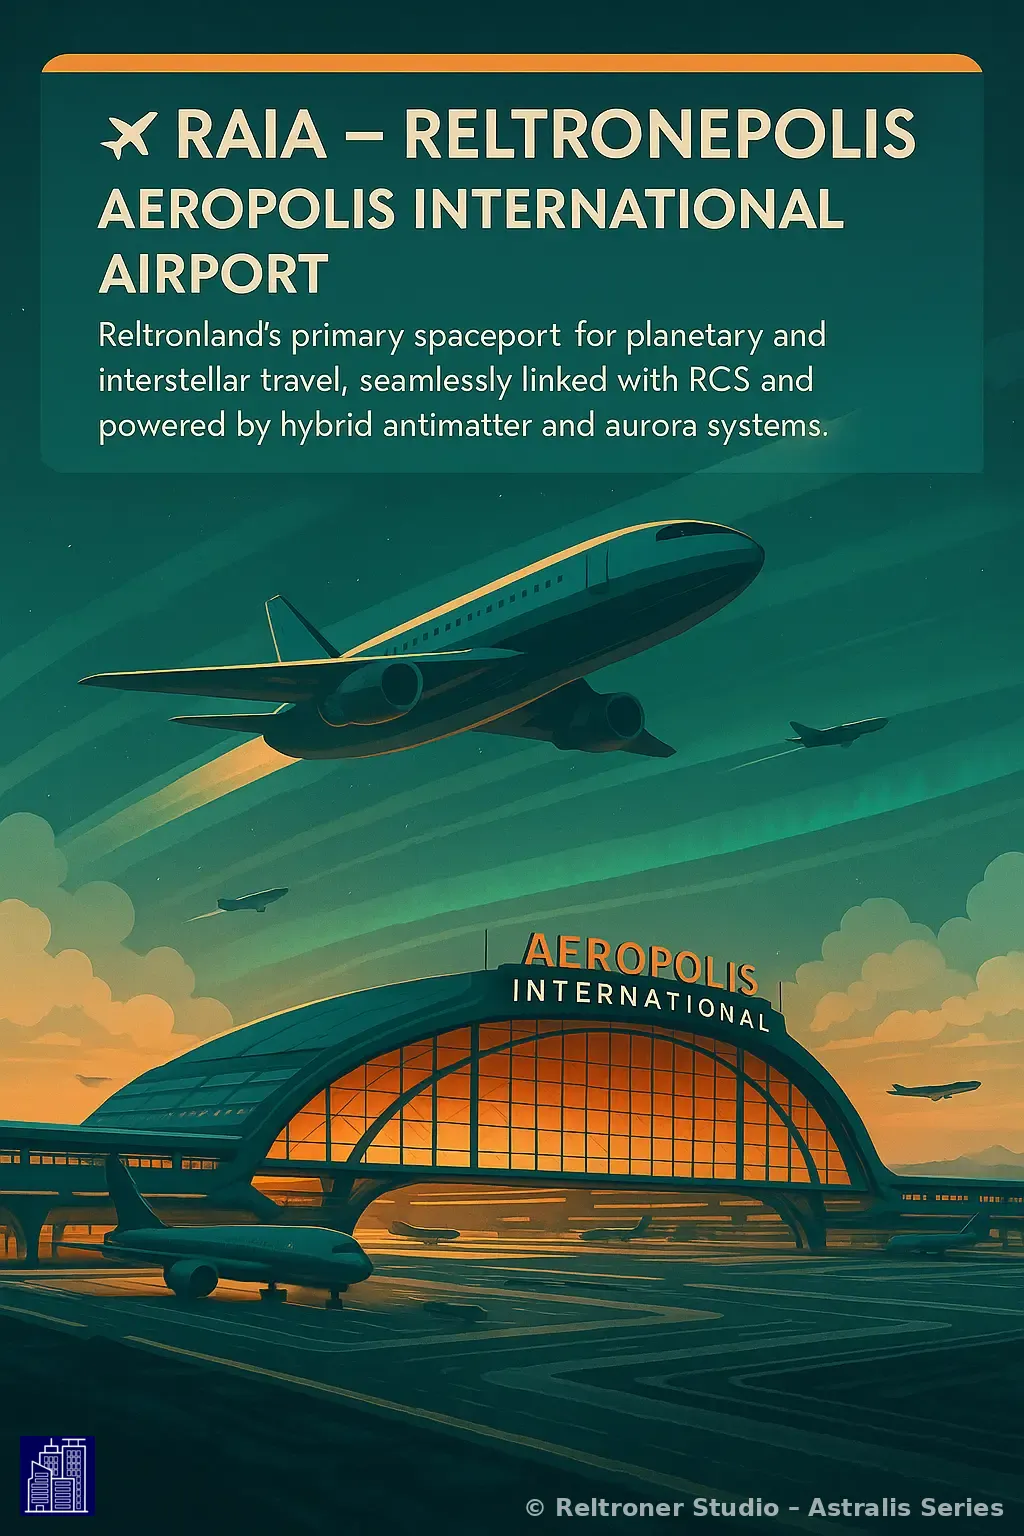 RAIA – RELTRONEPOLIS
AEROPOLIS INTERNATIONAL
AIRPORT
Reltronland's primary spaceport for planetary and
interstellar travel, seamlessly linked with RCS and
powered by hybrid antimatter and aurora systems.
AEROPOLIS
INTERNATIONAL
© Reltroner Studio – Astralis Series